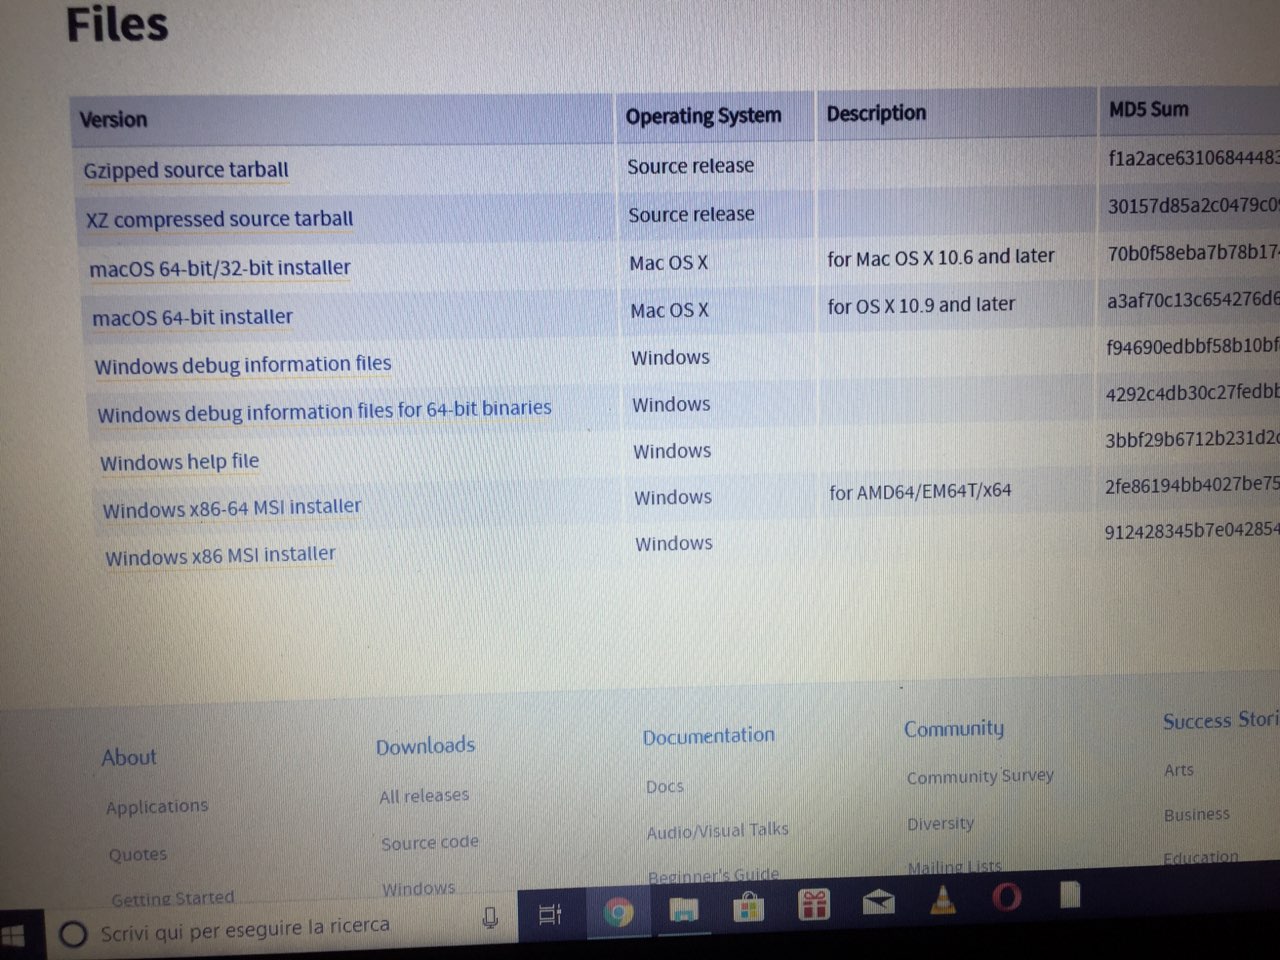 Files
Version Operating System Description MD5 Sum
Gzipped source tarball Source release f1a2ace631068444831
XZ compressed source tarball Source release 30157d85a2c0479c09
macOS 64-bit/32-bit installer Mac OS X for Mac OS X 10.6 and later 70b0f58eba7b78b174
macOS 64-bit installer Mac OS X for OS X 10.9 and later a3af70c13c654276d6
Windows debug information files Windows f94690edbbf58b10bf
Windows debug information files for 64-bit binaries Windows 4292c4db30c27fedbb
Windows help file Windows 3bbf29b6712b231d2
Windows x86-64 MSI installer Windows for AMD64/EM64T/x64 2fe86194bb4027be75
Windows x86 MSI installer Windows 912428345b7e042854
About Downloads Documentation Community Success Stori
Applications All releases Docs Community Survey Arts
Quotes Source code Audio/Visual Talks Diversity Business
Getting Started Windows Beginner's Guide Mailing Lists Education
Scrivi qui per eseguire la ricerca